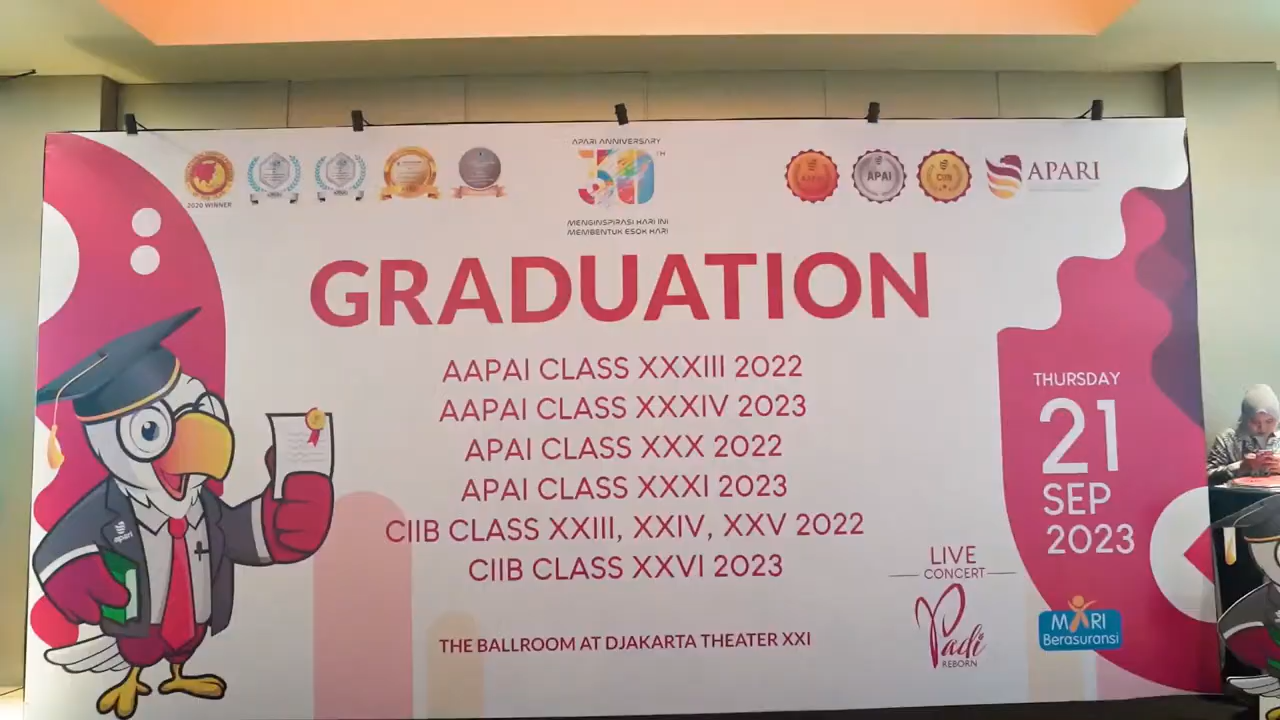 APARI ANNIVERSARY
30TH
MENGINSPIRASI HARI INI
MEMBENTUK ESOK HARI
2020 WINNER
AAPAI
APAI
CIIB
APARI
GRADUATION
AAPAI CLASS XXXIII 2022
AAPAI CLASS XXXIV 2023
APAI CLASS XXX 2022
APAI CLASS XXXI 2023
CIIB CLASS XXIII, XXIV, XXV 2022
CIIB CLASS XXVI 2023
THE BALLROOM AT DJAKARTA THEATER XXI
THURSDAY
21
SEP
2023
LIVE
CONCERT
Padi
REBORN
MARI
Berasuransi
apari